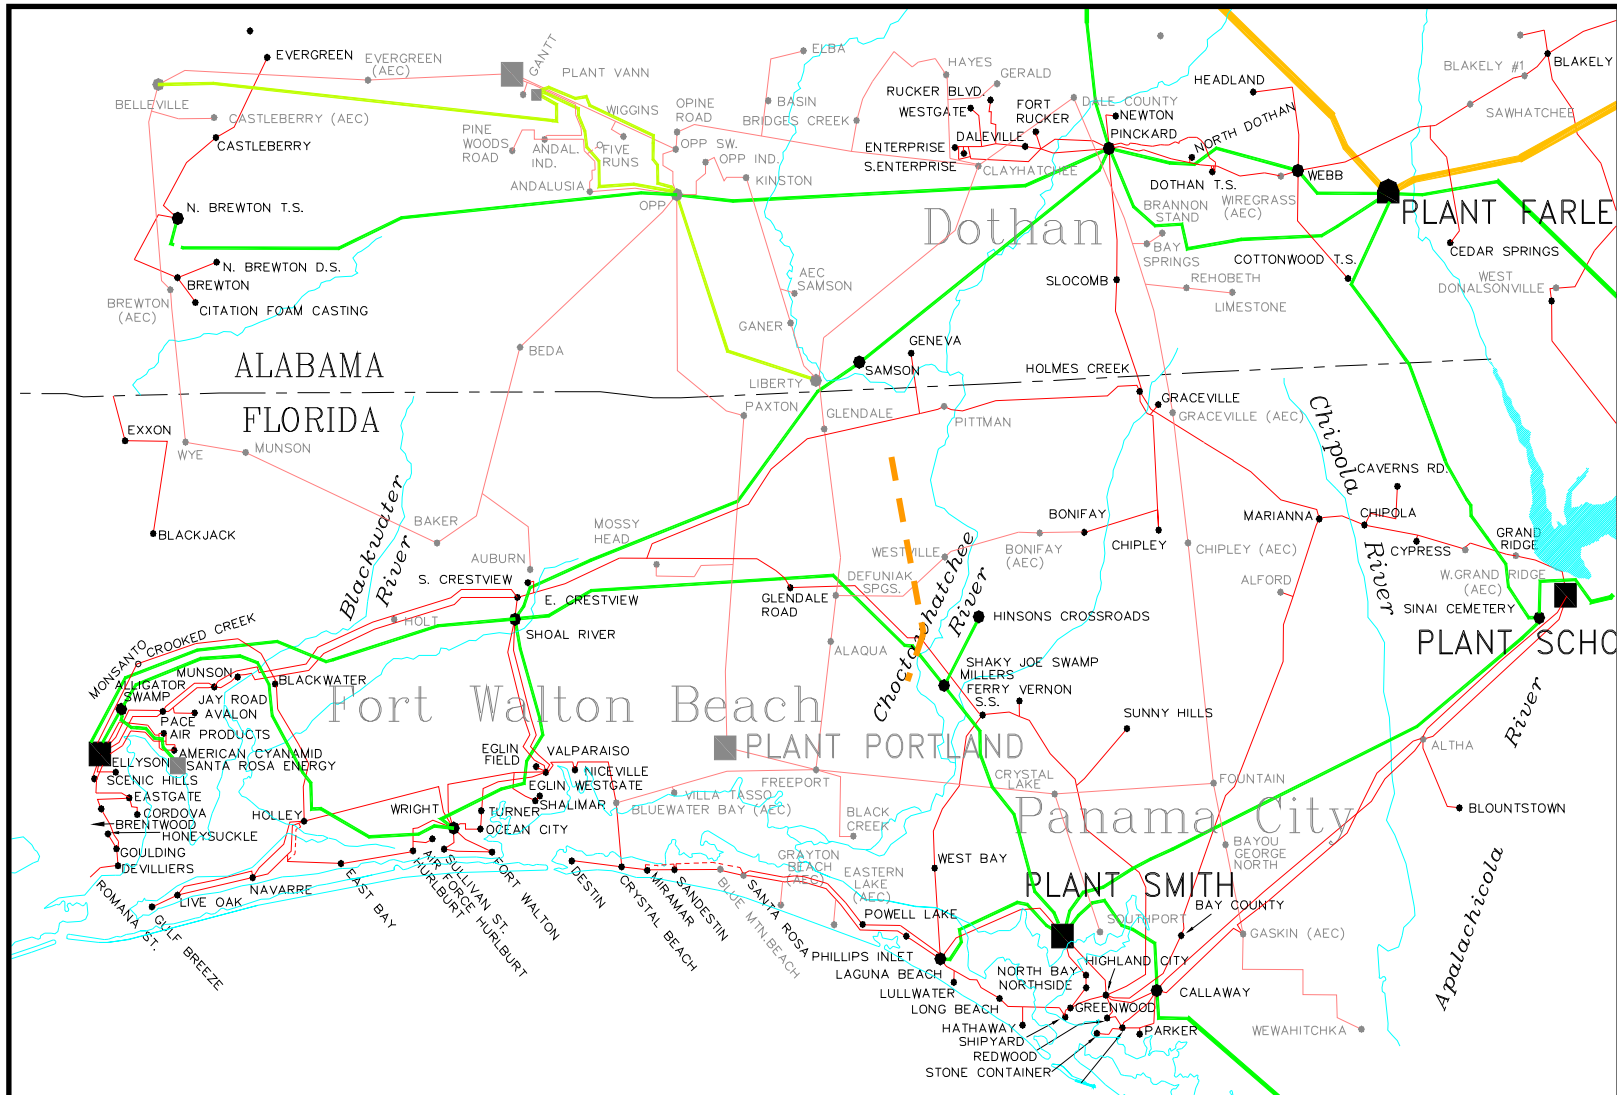 EVERGREEN
EVERGREEN
(AEC)
GANTT
PLANT VANN
ELBA
HAYES
GERALD
HEADLAND
BLAKELY #1
BLAKELY
BELLEVILLE
CASTLEBERRY (AEC)
CASTLEBERRY
PINE
WOODS
ROAD
ANDAL.
IND.
WIGGINS
FIVE
RUNS
OPINE
ROAD
BASIN
BRIDGES CREEK
RUCKER BLVD.
WESTGATE
FORT
RUCKER
DALE COUNTY
NEWTON
PINCKARD
NORTH DOTHAN
SAWHATCHEE
OPP SW.
OPP IND.
KINSTON
DALEVILLE
ENTERPRISE
S.ENTERPRISE
CLAYHATCHEE
DOTHAN T.S.
WEBB
ANDALUSIA
OPP
BRANNON
STAND
WIREGRASS
(AEC)
PLANT FARLE
N. BREWTON T.S.
Dothan
BAY
SPRINGS
COTTONWOOD T.S.
CEDAR SPRINGS
N. BREWTON D.S.
BREWTON
BREWTON
(AEC)
CITATION FOAM CASTING
AEC
SAMSON
SLOCOMB
REHOBETH
LIMESTONE
WEST
DONALSONVILLE
GANER
BEDA
GENEVA
ALABAMA
SAMSON
HOLMES CREEK
LIBERTY
FLORIDA
PAXTON
GLENDALE
PITTMAN
GRACEVILLE
GRACEVILLE (AEC)
Chipola
River
EXXON
WYE
MUNSON
CAVERNS RD.
BLACKJACK
Blackwater
River
BAKER
AUBURN
MOSSY
HEAD
WESTVILLE
BONIFAY
BONIFAY
(AEC)
CHIPLEY
CHIPLEY (AEC)
MARIANNA
CHIPOLA
CYPRESS
GRAND
RIDGE
W.GRAND RIDGE
(AEC)
S. CRESTVIEW
E. CRESTVIEW
GLENDALE
ROAD
DEFUNIAK
SPGS.
Choctawhatchee
River
HINSONS CROSSROADS
ALFORD
SINAI CEMETERY
PLANT SCHO
HOLT
SHOAL RIVER
ALAQUA
MONSANTO
CROOKED CREEK
MUNSON
ALLIGATOR
SWAMP
BLACKWATER
JAY ROAD
AVALON
PACE
AIR PRODUCTS
AMERICAN CYANAMID
SANTA ROSA ENERGY
Fort Walton Beach
SHAKY JOE SWAMP
MILLERS
FERRY
S.S.
VERNON
SUNNY HILLS
River
ALTHA
PLANT PORTLAND
ELLYSON
SCENIC HILLS
EASTGATE
CORDOVA
BRENTWOOD
HONEYSUCKLE
GOULDING
DEVILLIERS
EGLIN
FIELD
VALPARAISO
NICEVILLE
EGLIN WESTGATE
SHALIMAR
TURNER
OCEAN CITY
WRIGHT
HOLLEY
VILLA TASSO
BLUEWATER BAY (AEC)
FREEPORT
BLACK
CREEK
CRYSTAL
LAKE
FOUNTAIN
Panama City
BLOUNTSTOWN
BAYOU
GEORGE
NORTH
ROMANA ST.
GULF BREEZE
LIVE OAK
NAVARRE
EAST BAY
AIR FORCE HURLBURT
HURLBURT
SULLIVAN ST.
FORT WALTON
DESTIN
CRYSTAL BEACH
MIRAMAR
SANDESTIN
BLUE MTN.BEACH
SANTA ROSA
GRAYTON
BEACH
(AEC)
EASTERN
LAKE
(AEC)
WEST BAY
PLANT SMITH
POWELL LAKE
PHILLIPS INLET
LAGUNA BEACH
LULLWATER
LONG BEACH
HATHAWAY
SHIPYARD
REDWOOD
STONE CONTAINER
SOUTHPORT
BAY COUNTY
GASKIN (AEC)
HIGHLAND CITY
NORTH BAY
NORTHSIDE
GREENWOOD
CALLAWAY
PARKER
WEWAHITCHKA
Apalachicola